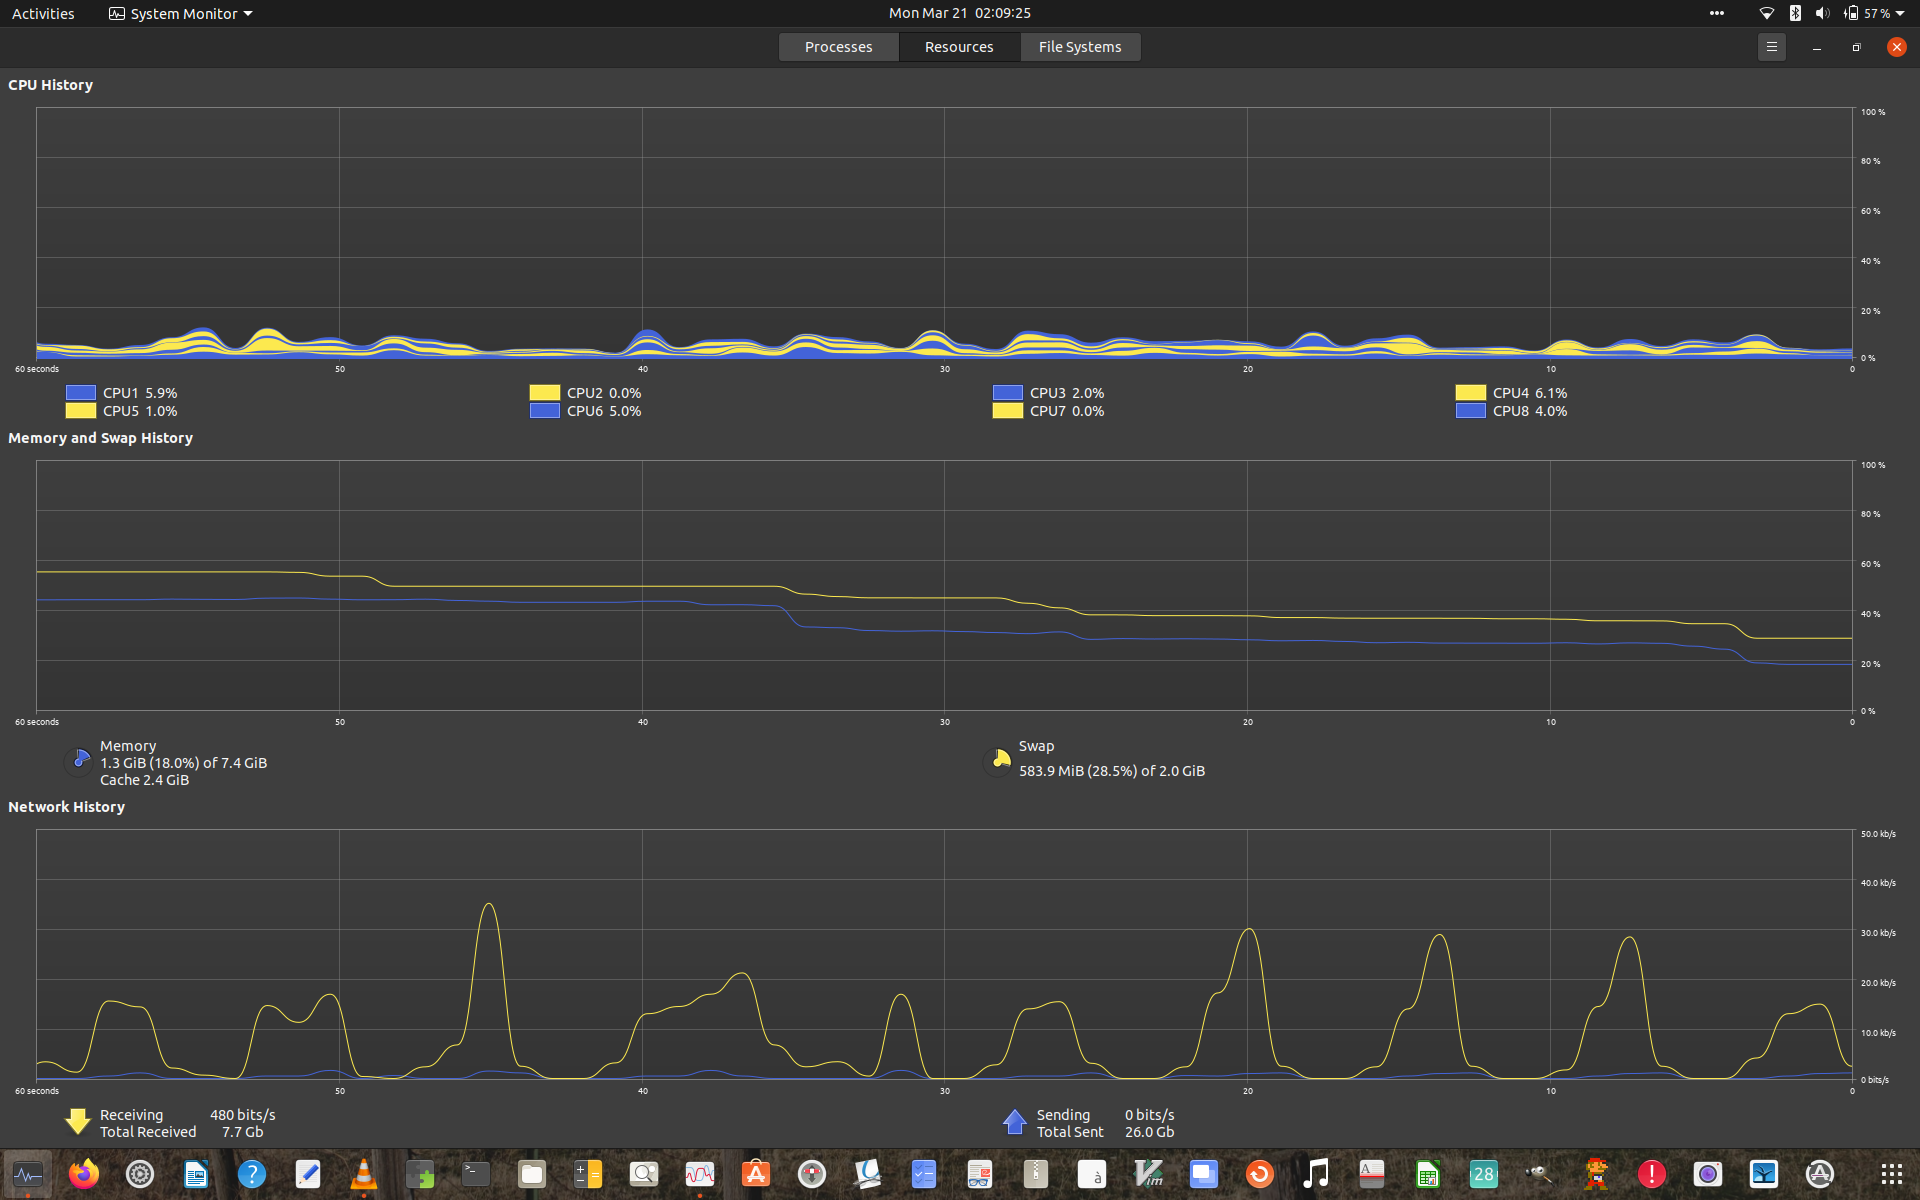 Activities
System Monitor
Mon Mar 21 02:09:25
57 %
Processes
Resources
File Systems
CPU History
100 %
80 %
60 %
40 %
20 %
0 %
60 seconds 50 40 30 20 10 0
CPU1 5.9% CPU2 0.0% CPU3 2.0% CPU4 6.1%
CPU5 1.0% CPU6 5.0% CPU7 0.0% CPU8 4.0%
Memory and Swap History
100 %
80 %
60 %
40 %
20 %
0 %
60 seconds 50 40 30 20 10 0
Memory
1.3 GiB (18.0%) of 7.4 GiB
Cache 2.4 GiB
Swap
583.9 MiB (28.5%) of 2.0 GiB
Network History
50.0 kb/s
40.0 kb/s
30.0 kb/s
20.0 kb/s
10.0 kb/s
0 bits/s
60 seconds 50 40 30 20 10 0
Receiving 480 bits/s
Total Received 7.7 Gb
Sending 0 bits/s
Total Sent 26.0 Gb
?
>_
à
Vim
A
28
!